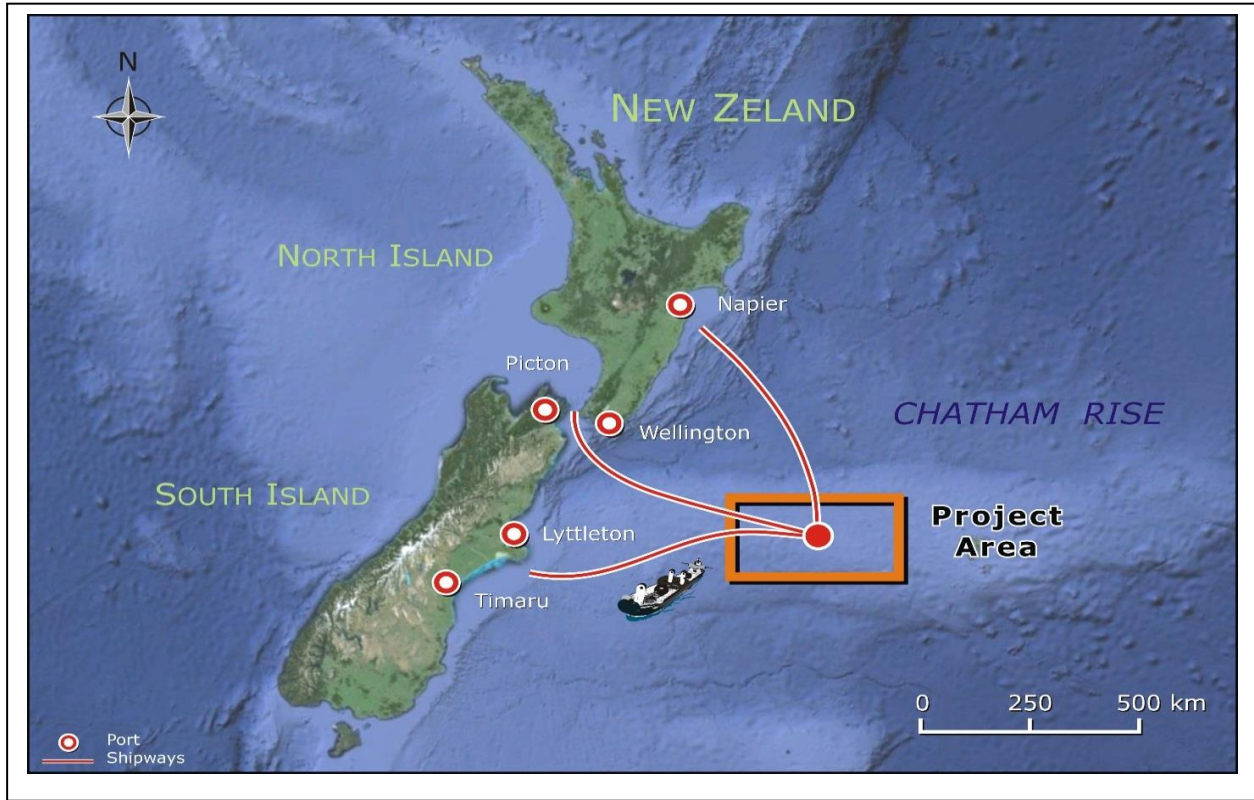 N
NEW ZELAND
NORTH ISLAND
Napier
Picton
CHATHAM RISE
Wellington
SOUTH ISLAND
Project
Area
Lyttleton
Timaru
0 250 500 km
Port
Shipways